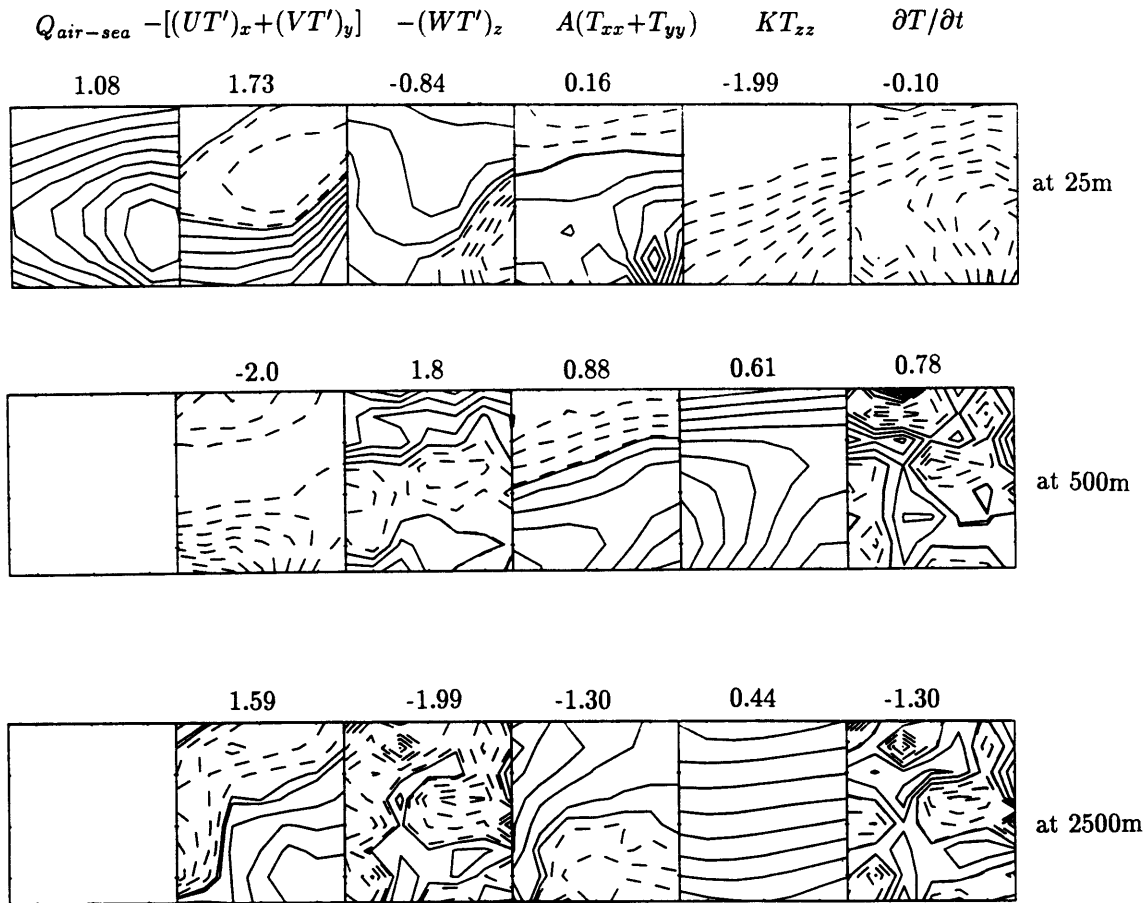 Q_{air-sea} -[(UT')_x+(VT')_y] -(WT')_z A(T_{xx}+T_{yy}) KT_{zz} ∂T/∂t
1.08 1.73 -0.84 0.16 -1.99 -0.10
at 25m
-2.0 1.8 0.88 0.61 0.78
at 500m
1.59 -1.99 -1.30 0.44 -1.30
at 2500m